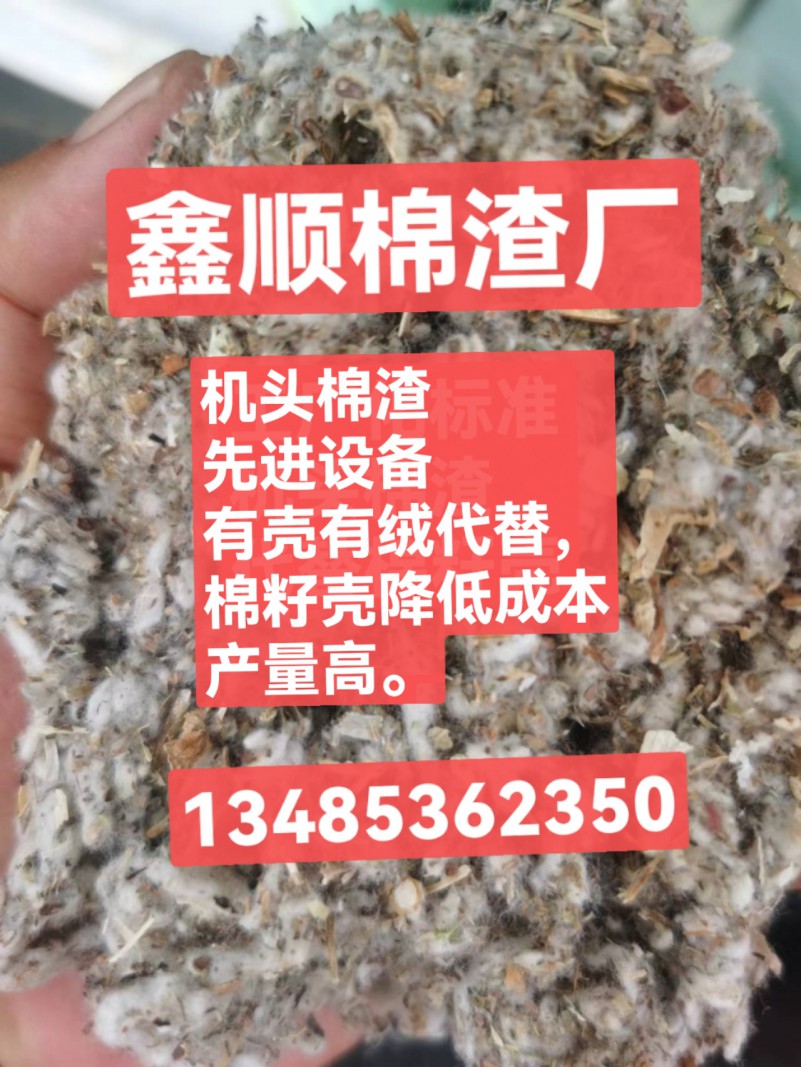 鑫顺棉渣厂
机头棉渣
先进设备
有壳有绒代替，
棉籽壳降低成本
产量高。
13485362350